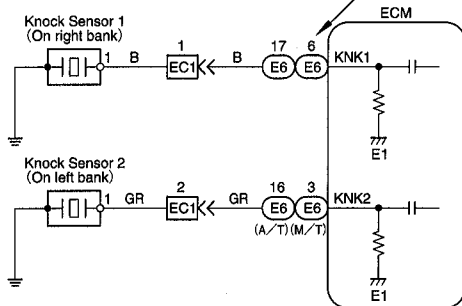 ECM
Knock Sensor 1
(On right bank)
1 B 1 EC1 B 17 E6 6 E6 KNK1
E1
Knock Sensor 2
(On left bank)
1 GR 2 EC1 GR 16 E6 3 E6 KNK2
(A/T) (M/T)
E1